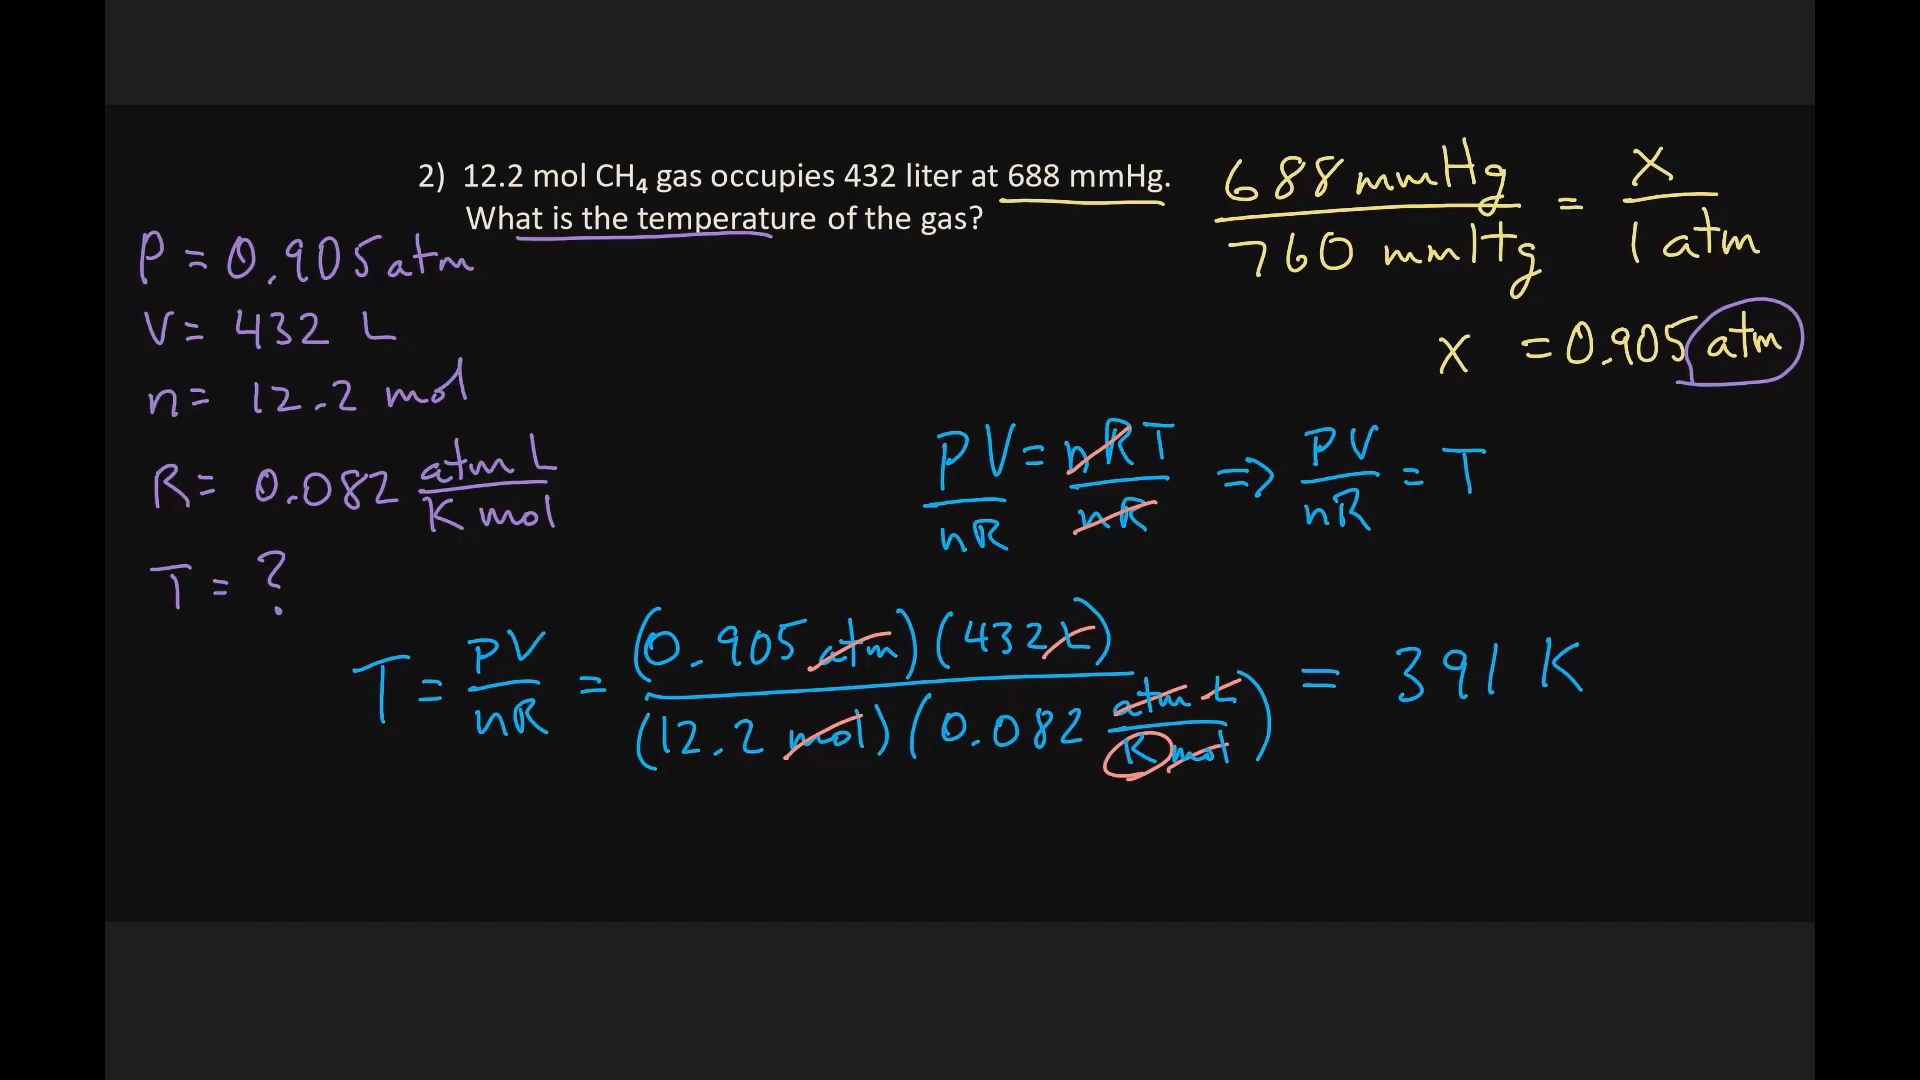 2) 12.2 mol CH₄ gas occupies 432 liter at 688 mmHg.
What is the temperature of the gas?
688 mmHg / 760 mmHg = x / 1 atm
x = 0.905 atm
P = 0.905 atm
V = 432 L
n = 12.2 mol
R = 0.082 atm L / K mol
T = ?
PV / nR = nRT / nR => PV / nR = T
T = PV / nR = (0.905 atm)(432 L) / (12.2 mol)(0.082 atm L / K mol) = 391 K